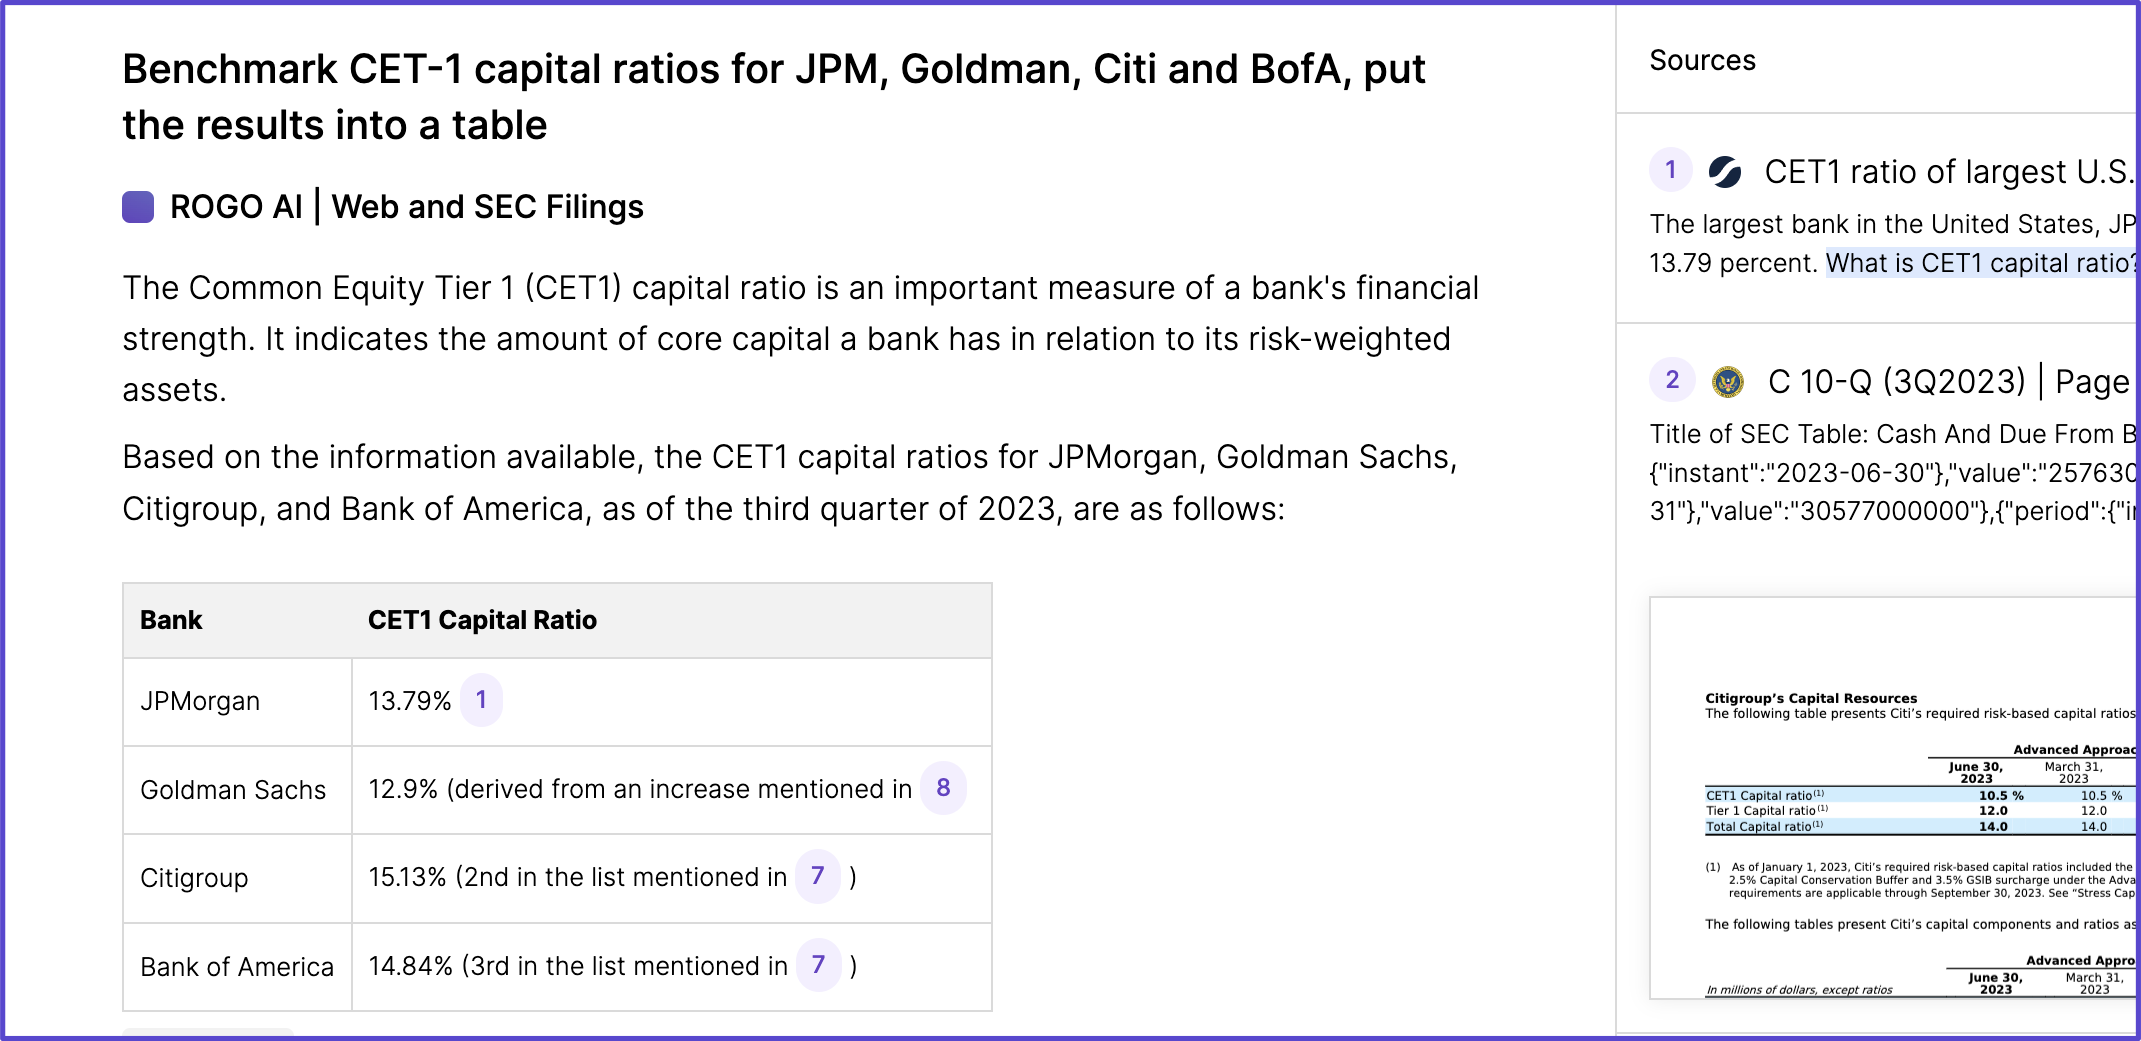 Benchmark CET-1 capital ratios for JPM, Goldman, Citi and BofA, put
the results into a table
ROGO AI | Web and SEC Filings
The Common Equity Tier 1 (CET1) capital ratio is an important measure of a bank's financial
strength. It indicates the amount of core capital a bank has in relation to its risk-weighted
assets.
Based on the information available, the CET1 capital ratios for JPMorgan, Goldman Sachs,
Citigroup, and Bank of America, as of the third quarter of 2023, are as follows:
Bank CET1 Capital Ratio
JPMorgan 13.79% 1
Goldman Sachs 12.9% (derived from an increase mentioned in 8
Citigroup 15.13% (2nd in the list mentioned in 7 )
Bank of America 14.84% (3rd in the list mentioned in 7 )
Sources
1 CET1 ratio of largest U.S.
The largest bank in the United States, JP
13.79 percent. What is CET1 capital ratio?
2 C 10-Q (3Q2023) | Page
Title of SEC Table: Cash And Due From B
{"instant":"2023-06-30"},"value":"257630
31"},"value":"30577000000"},{"period":{"in
Citigroup's Capital Resources
The following table presents Citi's required risk-based capital ratios
Advanced Approac
June 30, March 31,
2023 2023
CET1 Capital ratio(1) 10.5 % 10.5 %
Tier 1 Capital ratio(1) 12.0 12.0
Total Capital ratio(1) 14.0 14.0
(1) As of January 1, 2023, Citi's required risk-based capital ratios included the
2.5% Capital Conservation Buffer and 3.5% GSIB surcharge under the Adva
requirements are applicable through September 30, 2023. See "Stress Cap
The following tables present Citi's capital components and ratios as
Advanced Appro
June 30, March 31,
In millions of dollars, except ratios 2023 2023